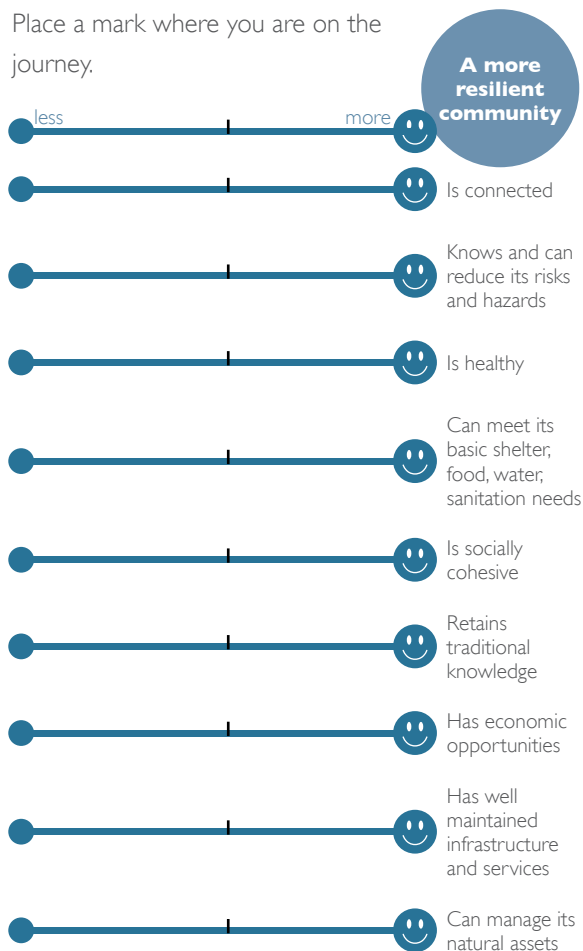 Place a mark where you are on the
journey.
A more
resilient
community
less
more
Is connected
Knows and can
reduce its risks
and hazards
Is healthy
Can meet its
basic shelter,
food, water,
sanitation needs
Is socially
cohesive
Retains
traditional
knowledge
Has economic
opportunities
Has well
maintained
infrastructure
and services
Can manage its
natural assets